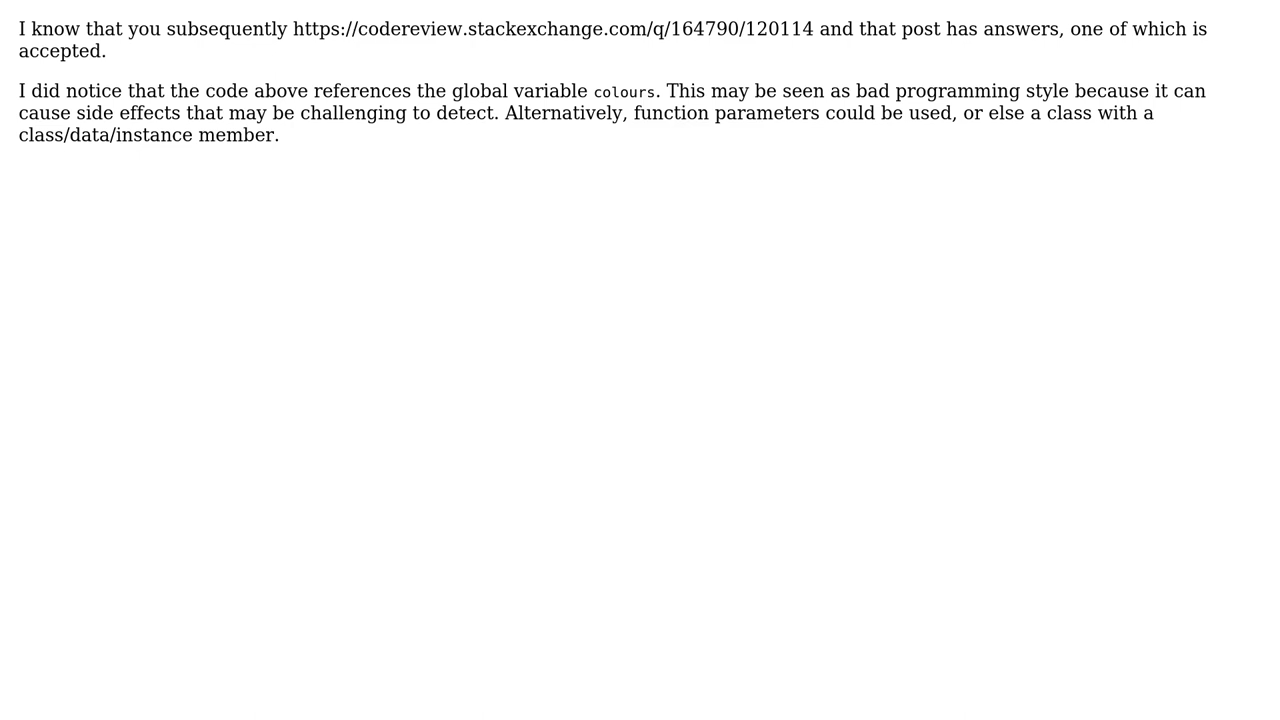 I know that you subsequently https://codereview.stackexchange.com/q/164790/120114 and that post has answers, one of which is
accepted.
I did notice that the code above references the global variable colours. This may be seen as bad programming style because it can
cause side effects that may be challenging to detect. Alternatively, function parameters could be used, or else a class with a
class/data/instance member.